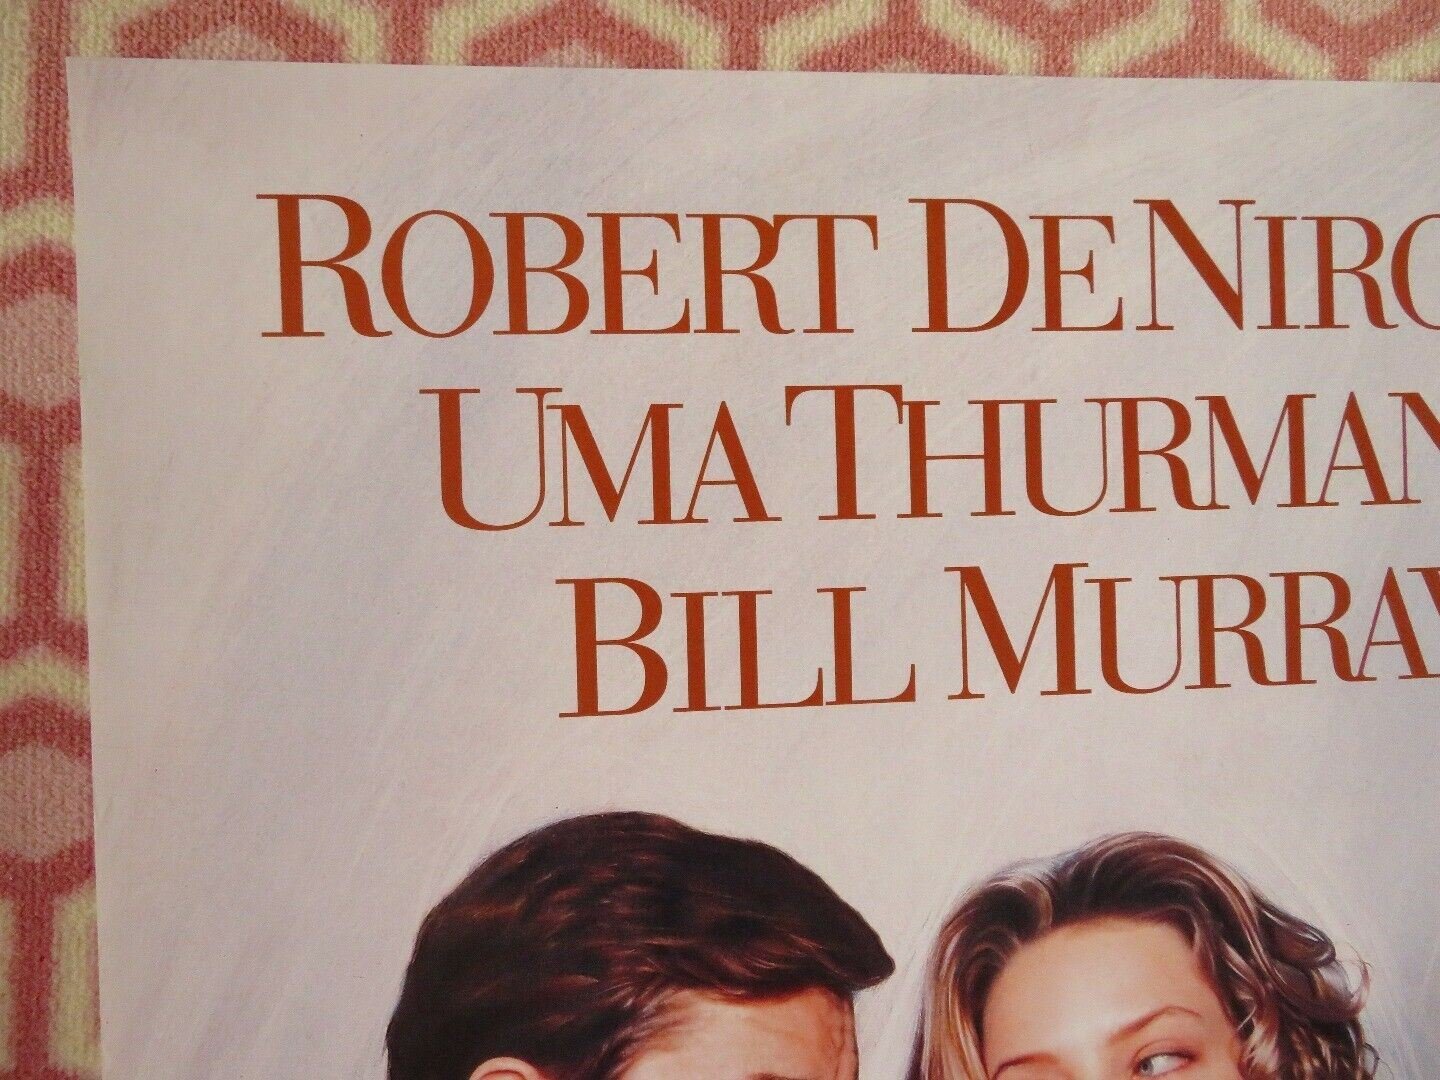 ROBERT DE NIRO
UMA THURMAN
BILL MURRAY